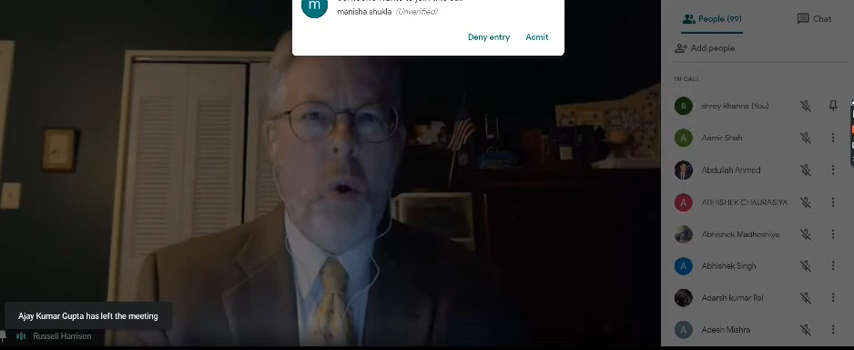 m
manisha shukla (Unverified)
Deny entry
Admit
People (99)
Chat
Add people
IN CALL
shrey khanna (You)
A
Aamir Shah
Abdullah Ahmed
A
ABHISHEK CHAURASIYA
Abhishek Madheshiya
A
Abhishek Singh
Adarsh kumar Rai
A
Adesh Mishra
Ajay Kumar Gupta has left the meeting
Russell Harrison